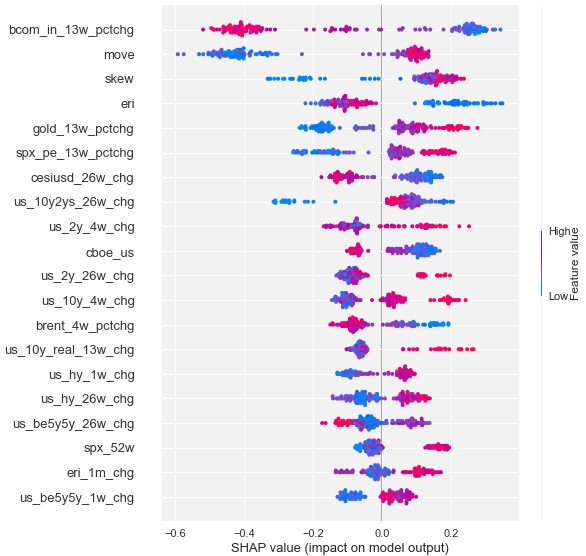 bcom_in_13w_pctchg
move
skew
eri
gold_13w_pctchg
spx_pe_13w_pctchg
cesiusd_26w_chg
us_10y2ys_26w_chg
us_2y_4w_chg
cboe_us
us_2y_26w_chg
us_10y_4w_chg
brent_4w_pctchg
us_10y_real_13w_chg
us_hy_1w_chg
us_hy_26w_chg
us_be5y5y_26w_chg
spx_52w
eri_1m_chg
us_be5y5y_1w_chg
−0.6 −0.4 −0.2 0.0 0.2
SHAP value (impact on model output)
High
Low
Feature value